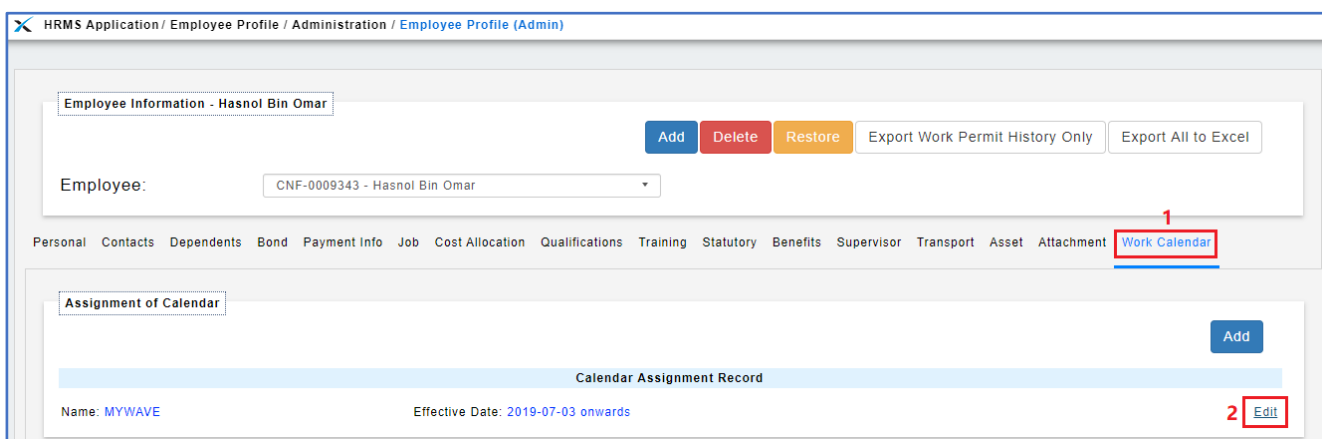 HRMS Application / Employee Profile / Administration / Employee Profile (Admin)
Employee Information - Hasnol Bin Omar
Add Delete Restore Export Work Permit History Only Export All to Excel
Employee: CNF-0009343 - Hasnol Bin Omar
1
Personal Contacts Dependents Bond Payment Info Job Cost Allocation Qualifications Training Statutory Benefits Supervisor Transport Asset Attachment Work Calendar
Assignment of Calendar
Add
Calendar Assignment Record
Name: MYWAVE Effective Date: 2019-07-03 onwards 2 Edit